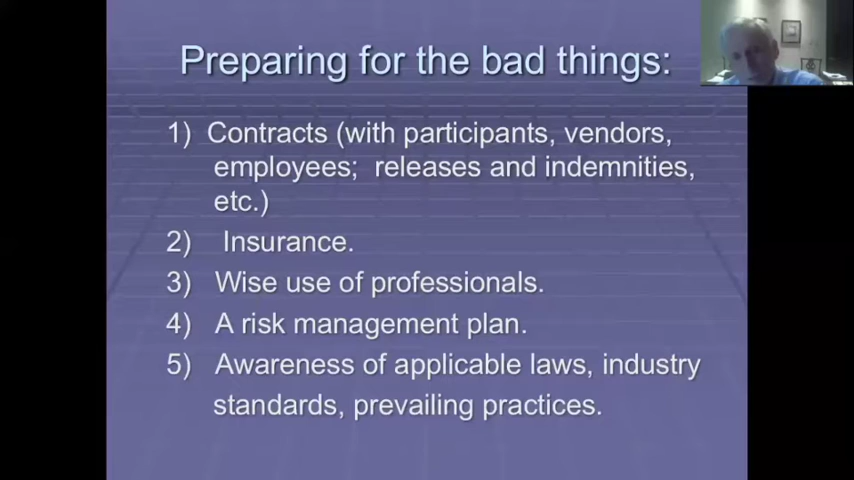 Preparing for the bad things:
1) Contracts (with participants, vendors,
employees; releases and indemnities,
etc.)
2) Insurance.
3) Wise use of professionals.
4) A risk management plan.
5) Awareness of applicable laws, industry
standards, prevailing practices.